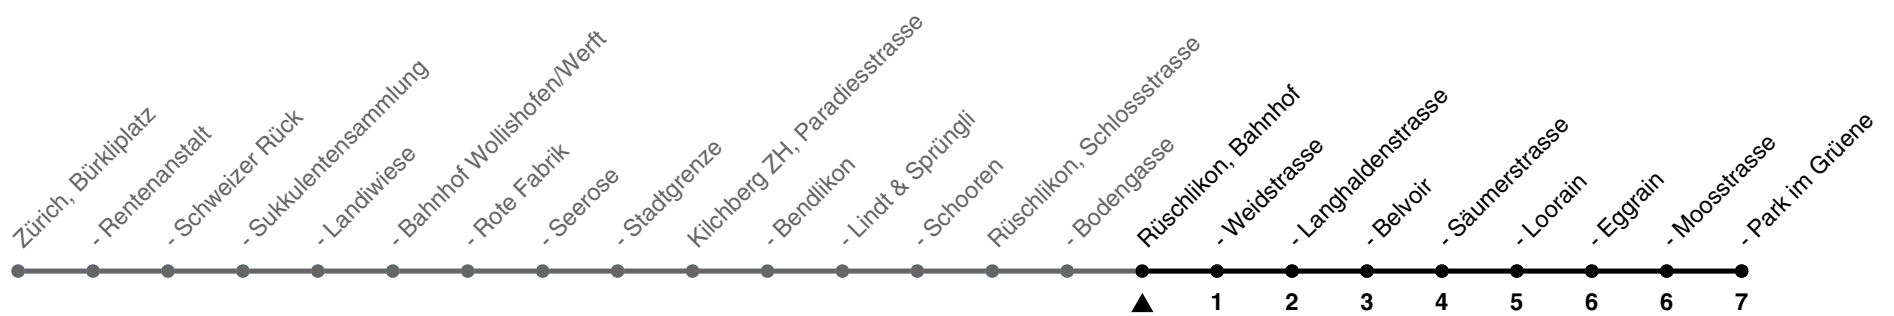 Zürich, Bürkliplatz
- Rentenanstalt
- Schweizer Rück
- Sukkulentensammlung
- Landiwiese
- Bahnhof Wollishofen/Werft
- Rote Fabrik
- Seerose
- Stadtgrenze
Kilchberg ZH, Paradiesstrasse
- Bendlikon
- Lindt & Sprüngli
- Schooren
Rüschlikon, Schlossstrasse
- Bodengasse
Rüschlikon, Bahnhof
- Weidstrasse
- Langhaldenstrasse
- Belvoir
- Säumerstrasse
- Loorain
- Eggrain
- Moosstrasse
- Park im Grüene
1 2 3 4 5 6 6 7